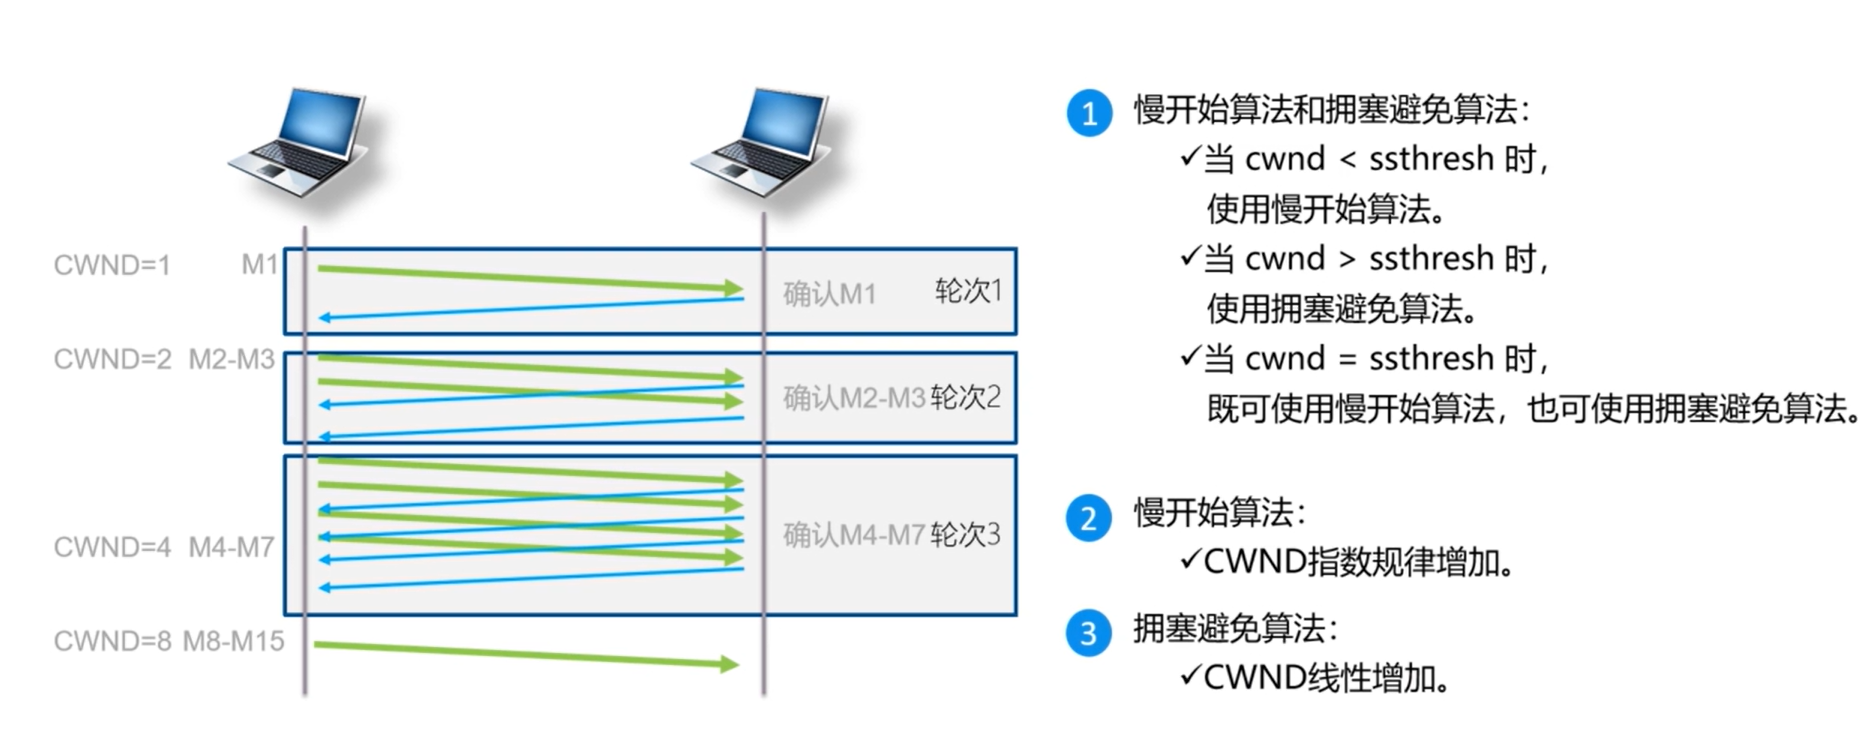 CWND=1 M1
确认M1 轮次1
CWND=2 M2-M3
确认M2-M3 轮次2
CWND=4 M4-M7
确认M4-M7 轮次3
CWND=8 M8-M15
1 慢开始算法和拥塞避免算法：
✓当 cwnd < ssthresh 时，
使用慢开始算法。
✓当 cwnd > ssthresh 时，
使用拥塞避免算法。
✓当 cwnd = ssthresh 时，
既可使用慢开始算法，也可使用拥塞避免算法。
2 慢开始算法：
✓CWND指数规律增加。
3 拥塞避免算法：
✓CWND线性增加。